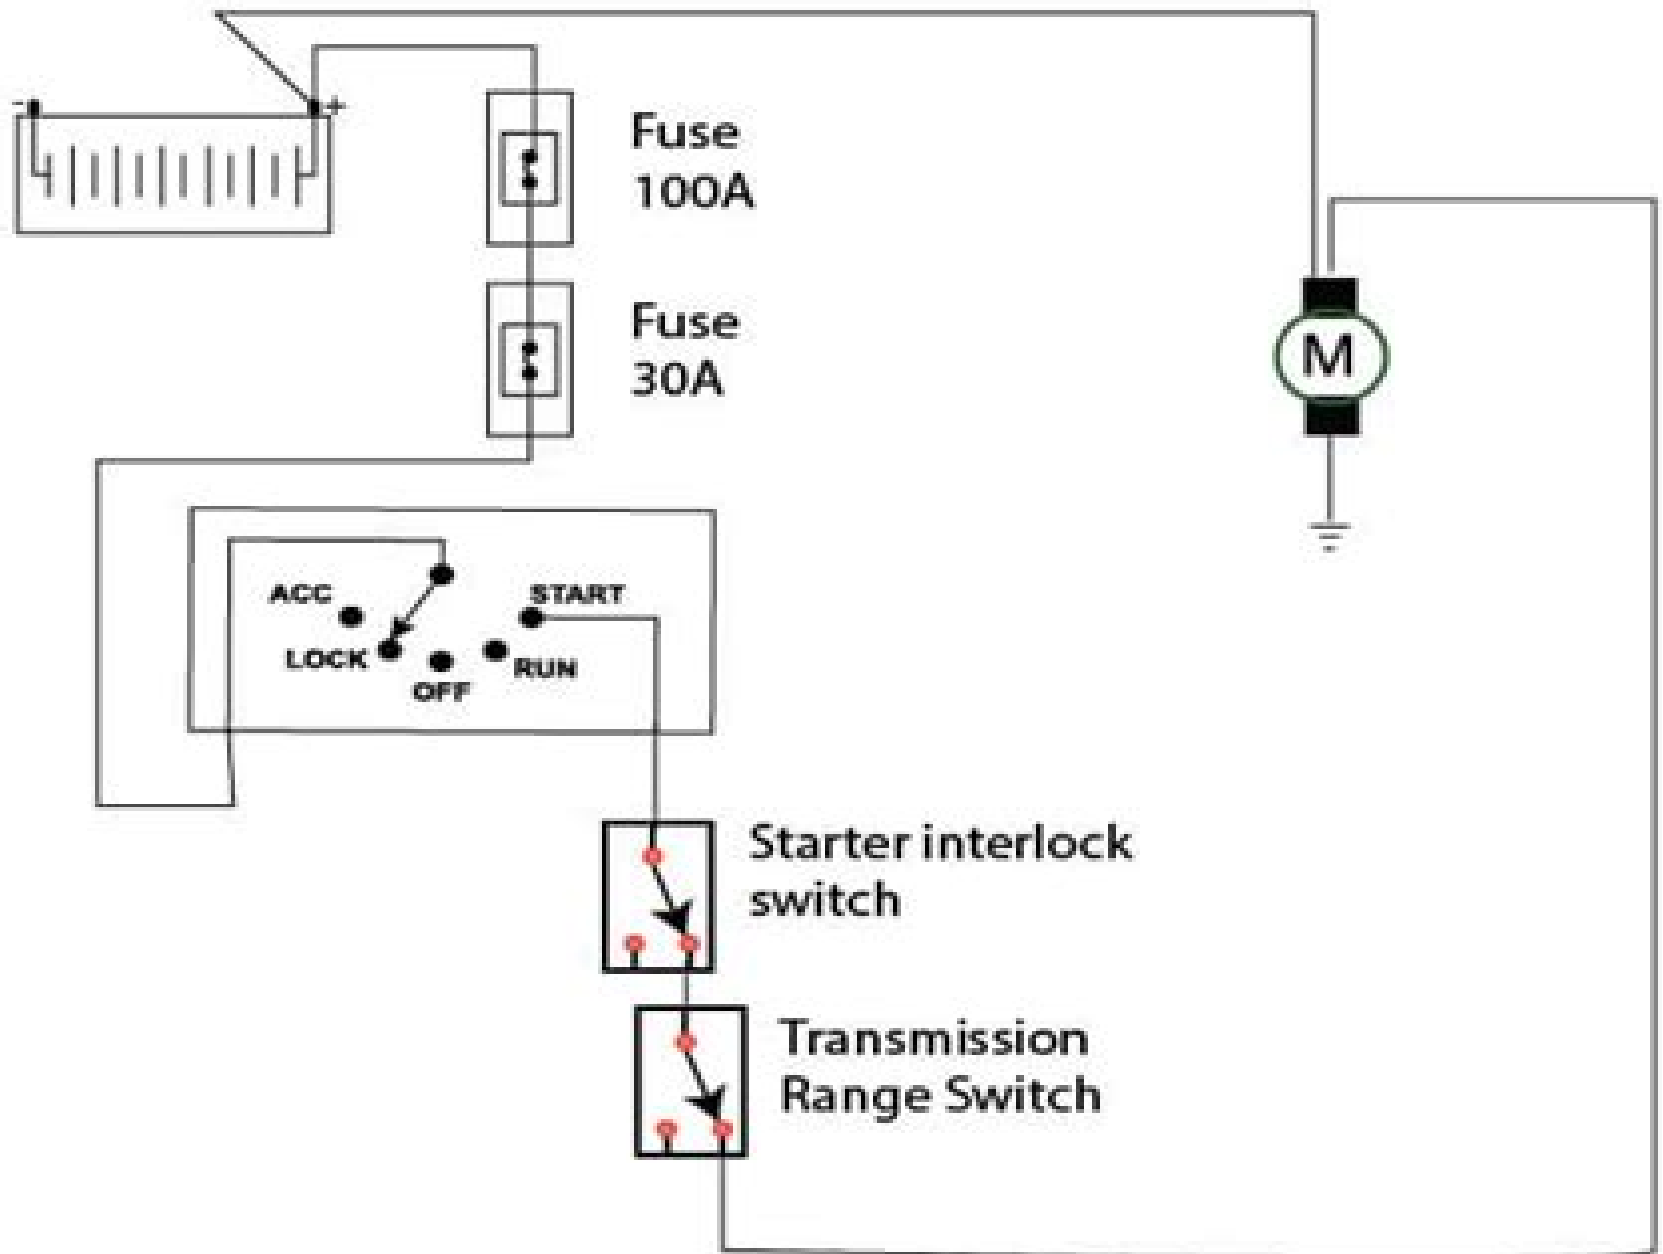 - +
Fuse
100A
Fuse
30A
M
ACC
START
LOCK
RUN
OFF
Starter interlock
switch
Transmission
Range Switch